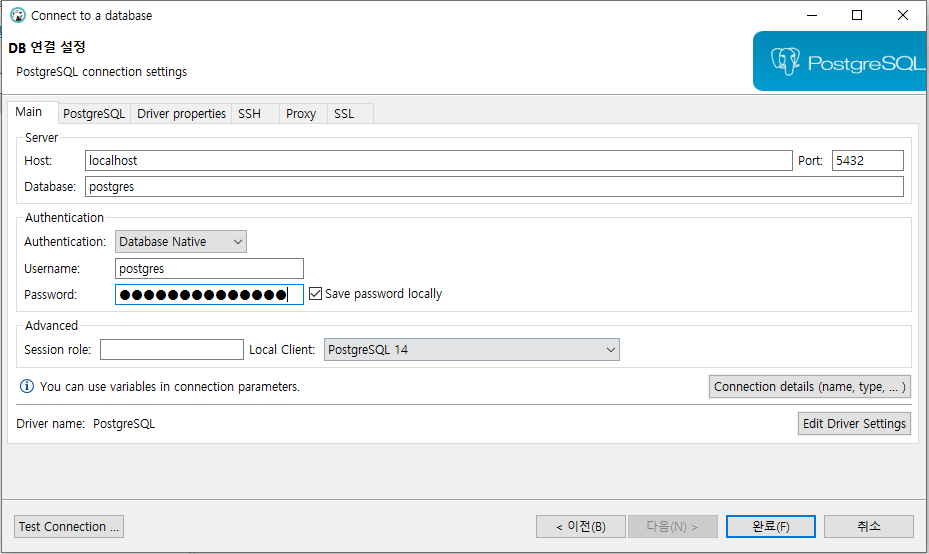 Connect to a database
DB 연결 설정
PostgreSQL connection settings
PostgreSQL
Main PostgreSQL Driver properties SSH Proxy SSL
Server
Host: localhost Port: 5432
Database: postgres
Authentication
Authentication: Database Native
Username: postgres
Password: ●●●●●●●●●●●●●● Save password locally
Advanced
Session role: Local Client: PostgreSQL 14
You can use variables in connection parameters. Connection details (name, type, ... )
Driver name: PostgreSQL Edit Driver Settings
Test Connection ... < 이전(B) 다음(N) > 완료(F) 취소